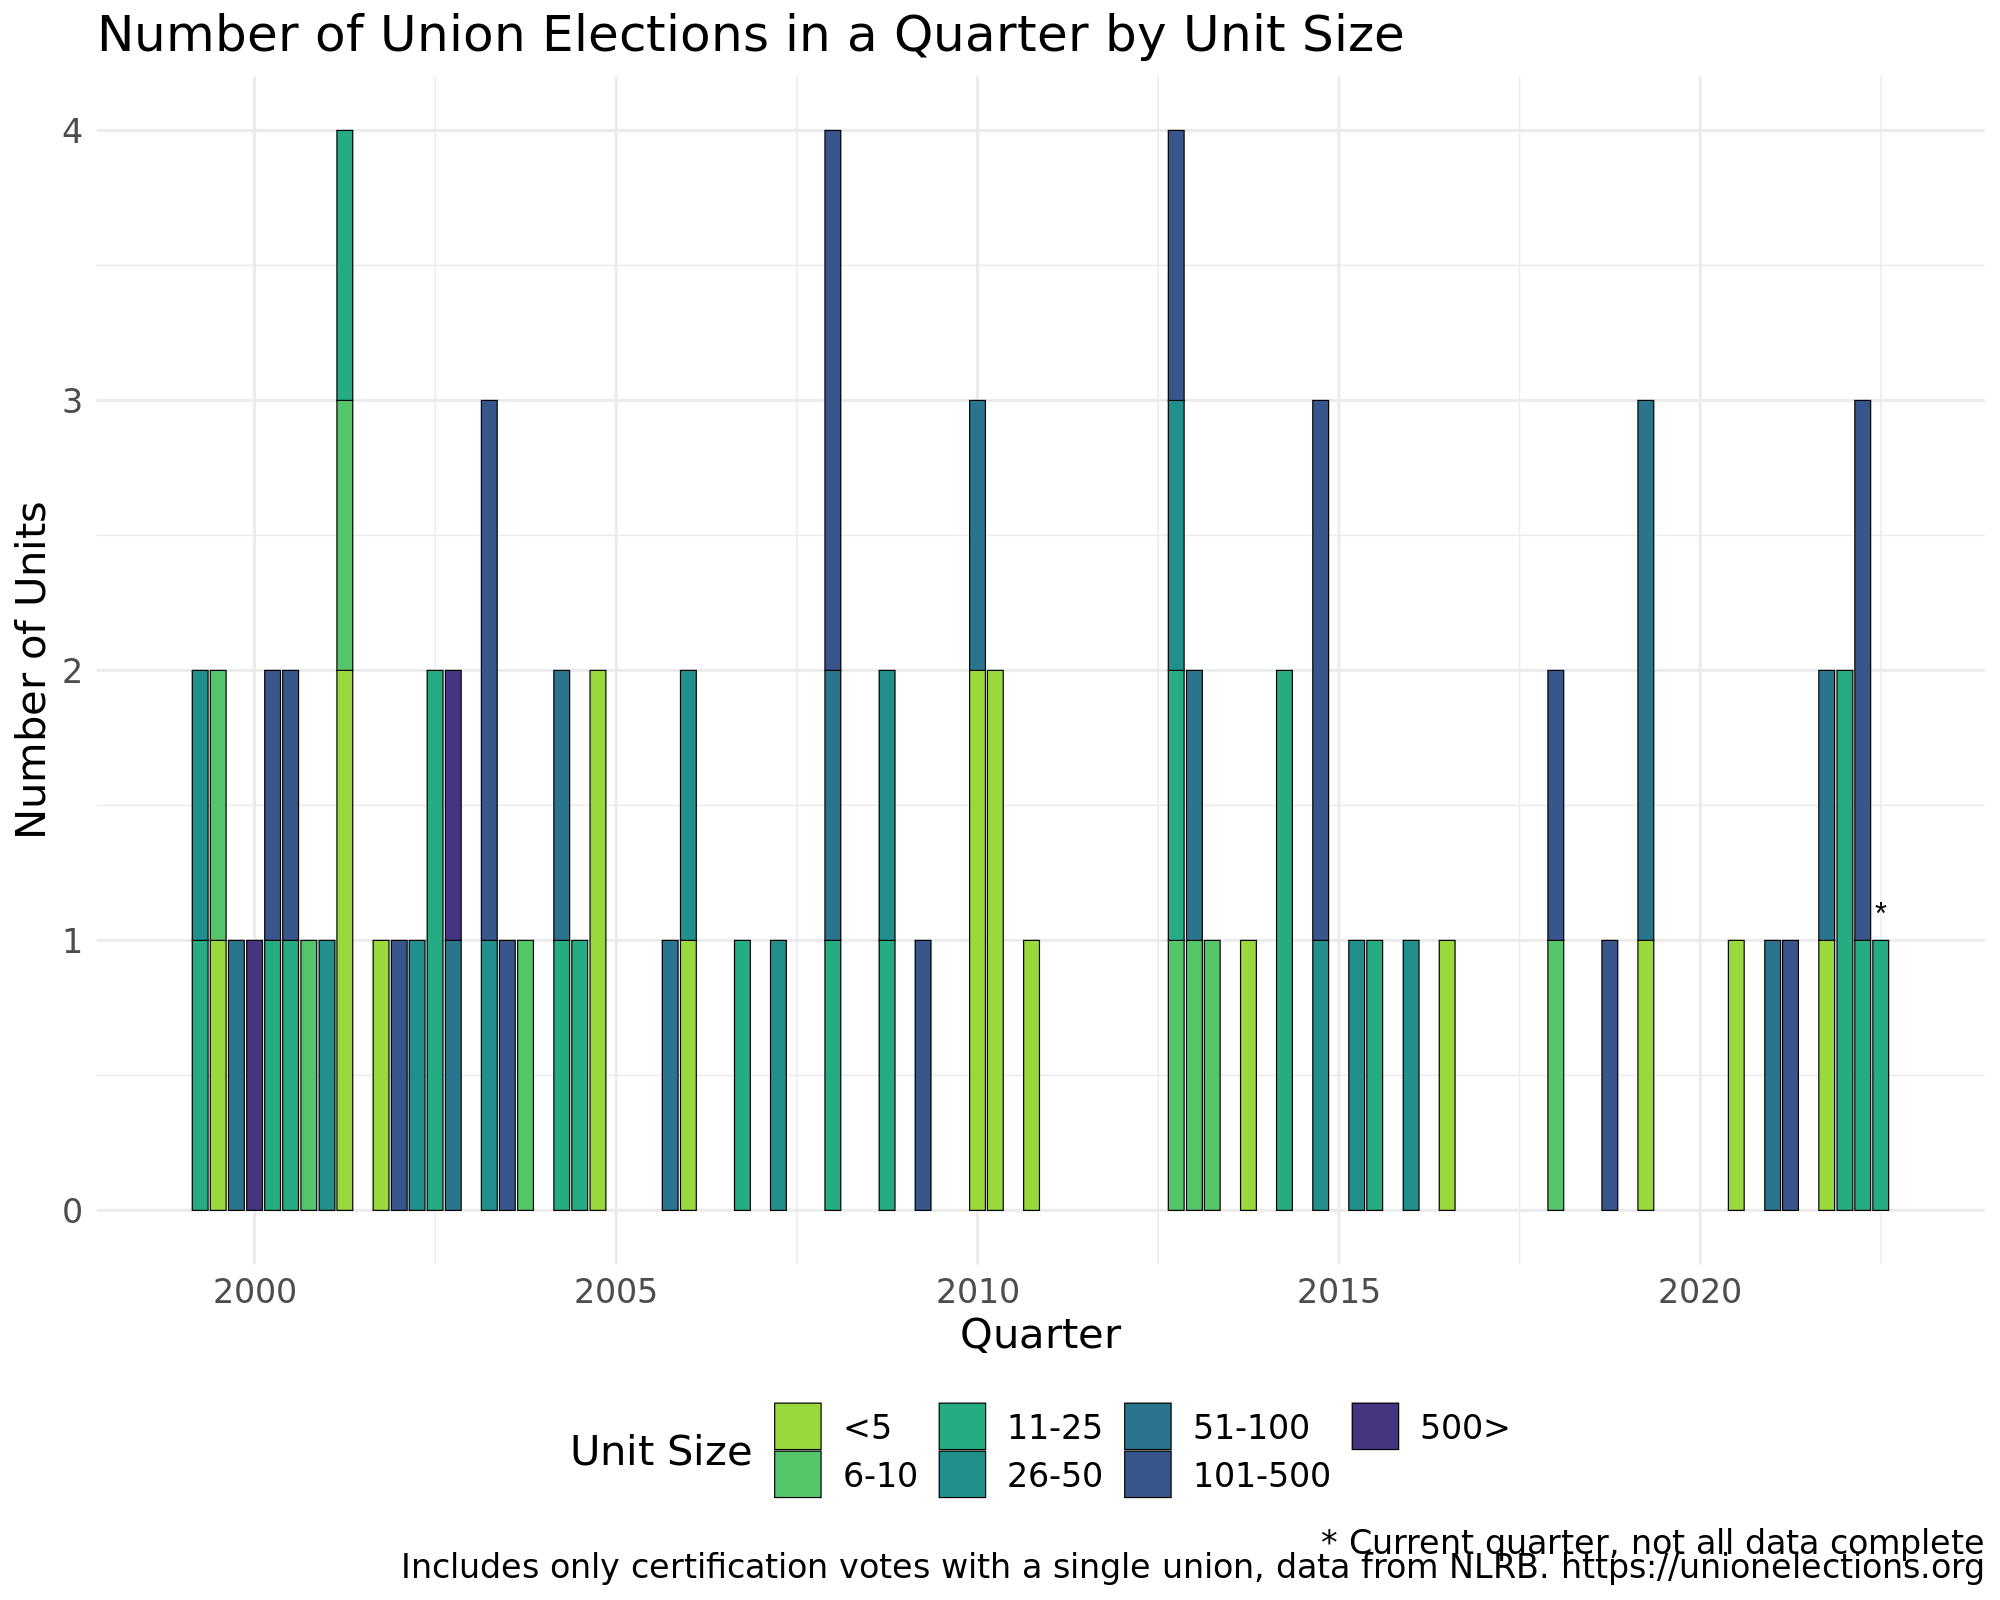 Number of Union Elections in a Quarter by Unit Size
Number of Units
4
3
2
1
0
*
2000 2005 2010 2015 2020
Quarter
Unit Size
<5 11-25 51-100 500>
6-10 26-50 101-500
* Current quarter, not all data complete
Includes only certification votes with a single union, data from NLRB. https://unionelections.org